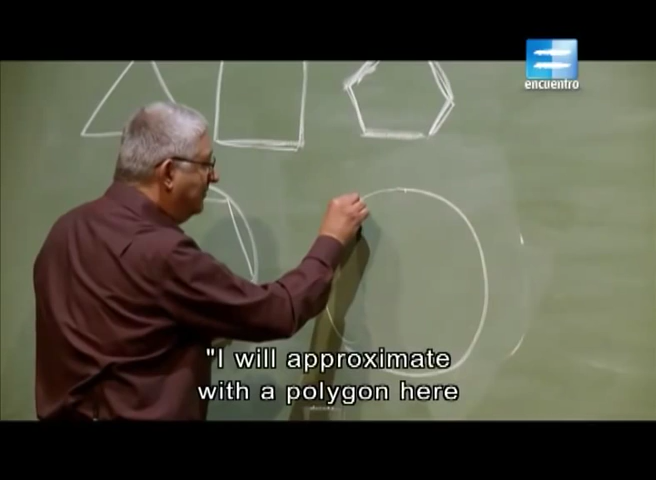 encuentro
"I will approximate
with a polygon here